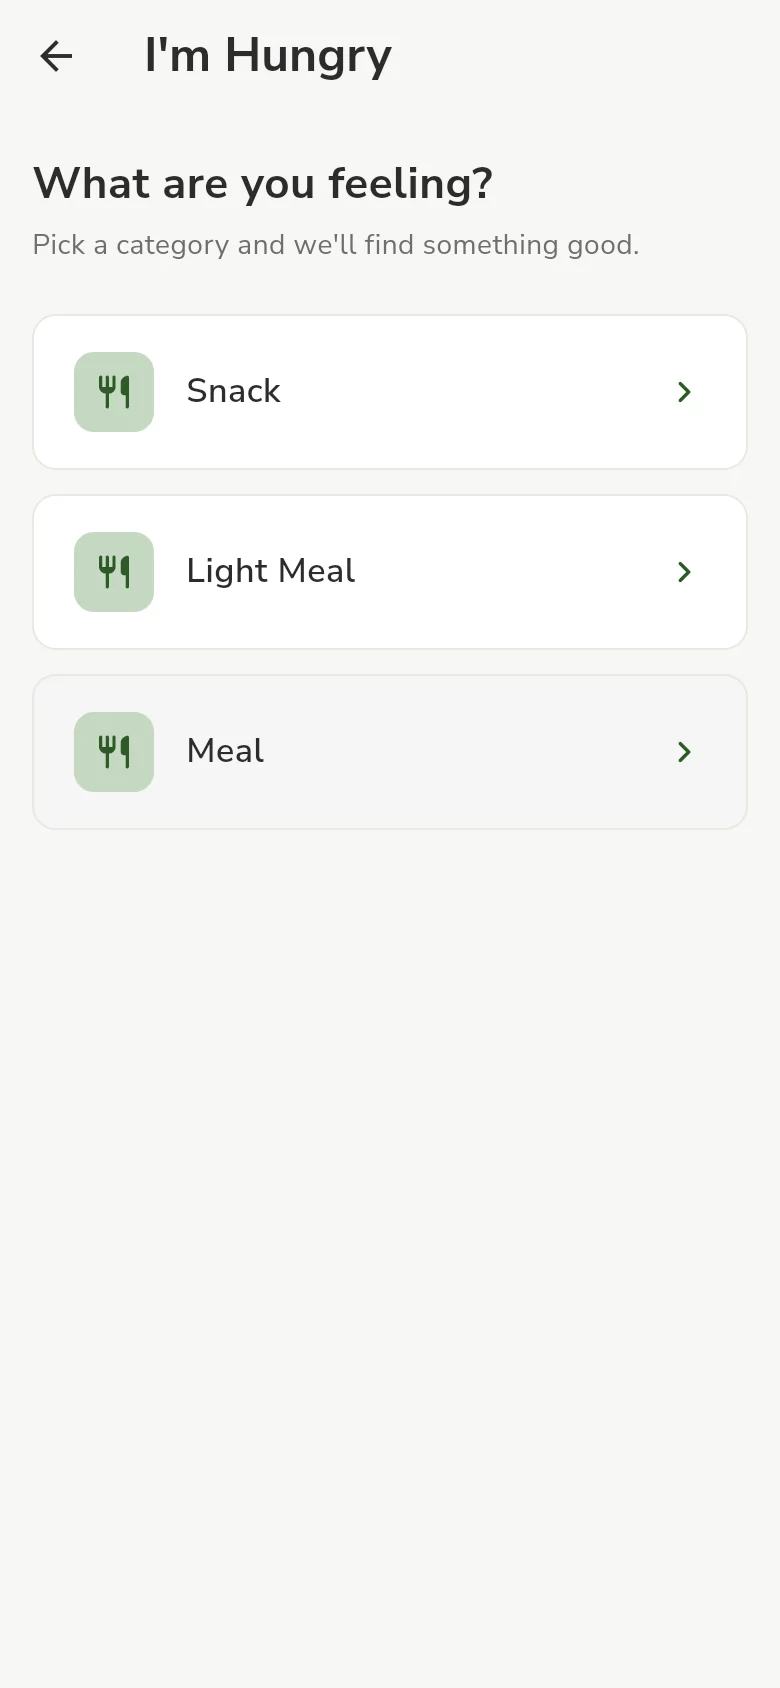 I'm Hungry
What are you feeling?
Pick a category and we'll find something good.
Snack
Light Meal
Meal